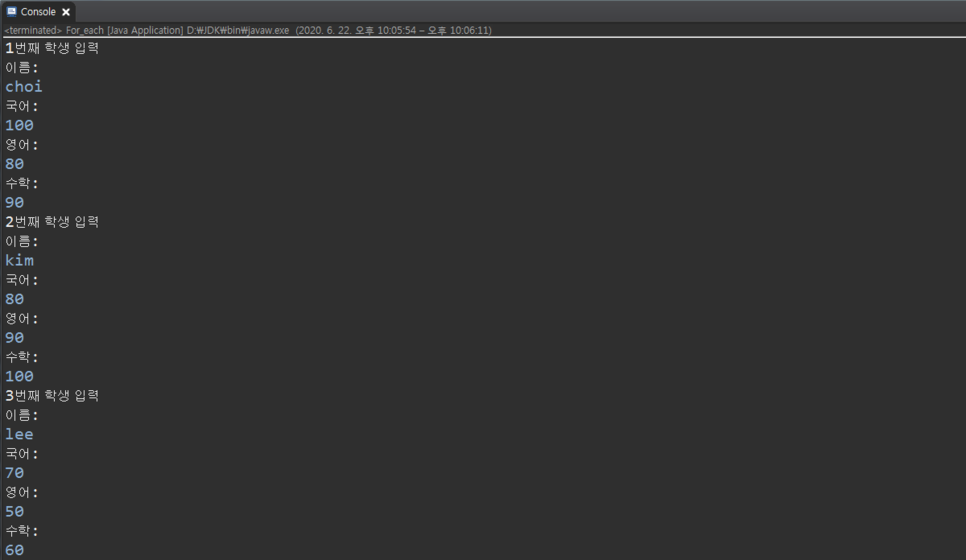 Console
<terminated> For_each [Java Application] D:₩JDK₩bin₩javaw.exe (2020. 6. 22. 오후 10:05:54 – 오후 10:06:11)
1번째 학생 입력
이름:
choi
국어:
100
영어:
80
수학:
90
2번째 학생 입력
이름:
kim
국어:
80
영어:
90
수학:
100
3번째 학생 입력
이름:
lee
국어:
70
영어:
50
수학:
60